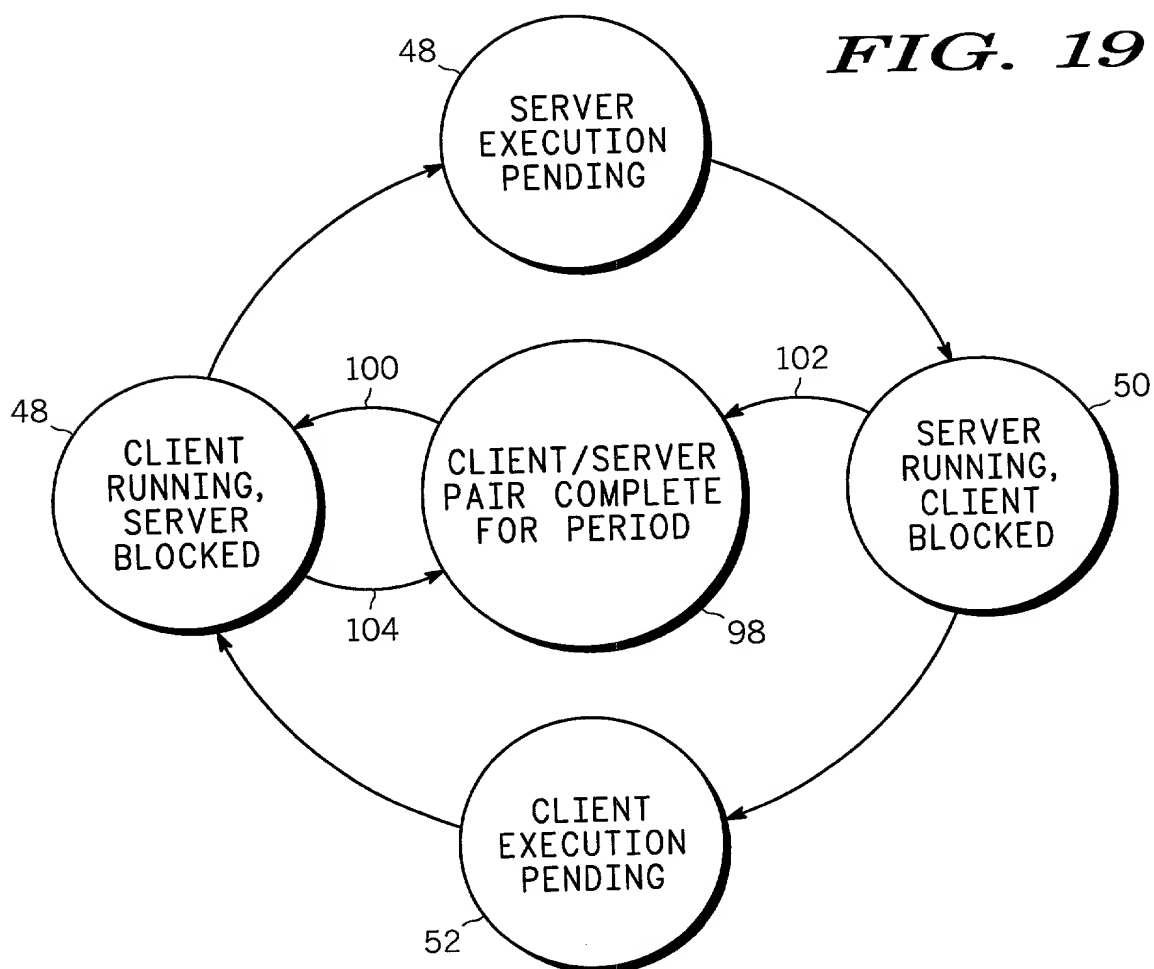 FIG. 19
48
SERVER
EXECUTION
PENDING
100
102
48
50
CLIENT
RUNNING,
SERVER
BLOCKED
CLIENT/SERVER
PAIR COMPLETE
FOR PERIOD
SERVER
RUNNING,
CLIENT
BLOCKED
104
98
CLIENT
EXECUTION
PENDING
52